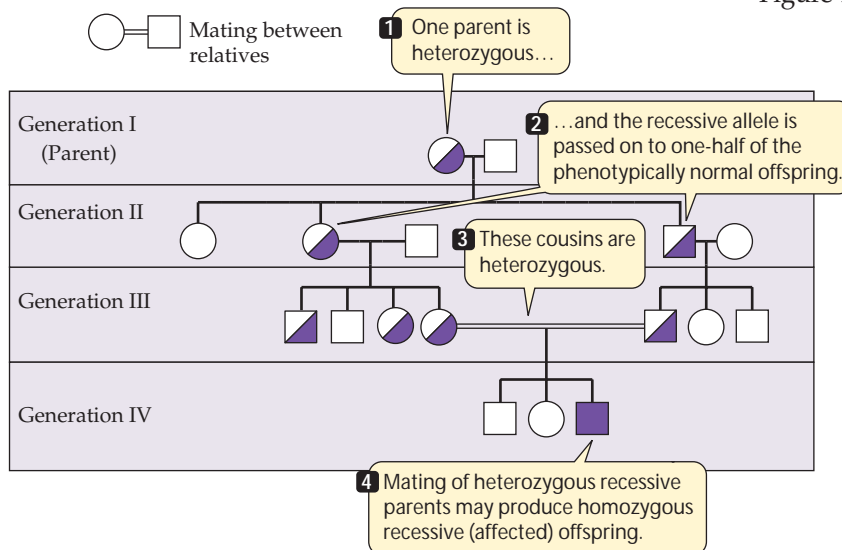 Figure
Mating between
relatives
1 One parent is
heterozygous…
Generation I
(Parent)
2 …and the recessive allele is
passed on to one-half of the
phenotypically normal offspring.
Generation II
3 These cousins are
heterozygous.
Generation III
Generation IV
4 Mating of heterozygous recessive
parents may produce homozygous
recessive (affected) offspring.